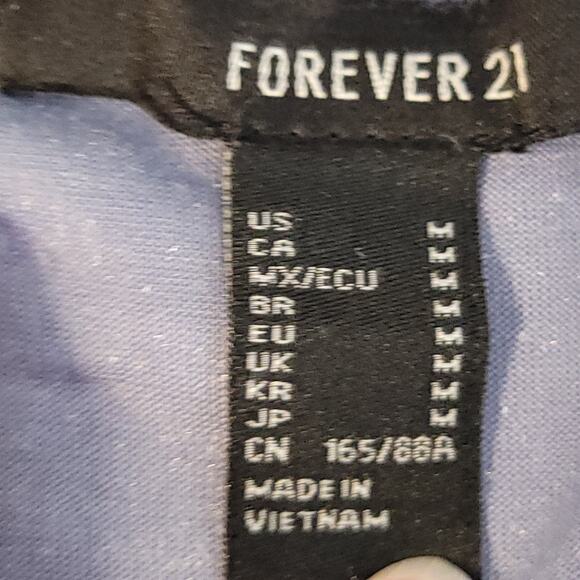 FOREVER 21
US M
CA M
MX/ECU M
BR M
EU M
UK M
KR M
JP M
CN 165/88A
MADE IN
VIETNAM